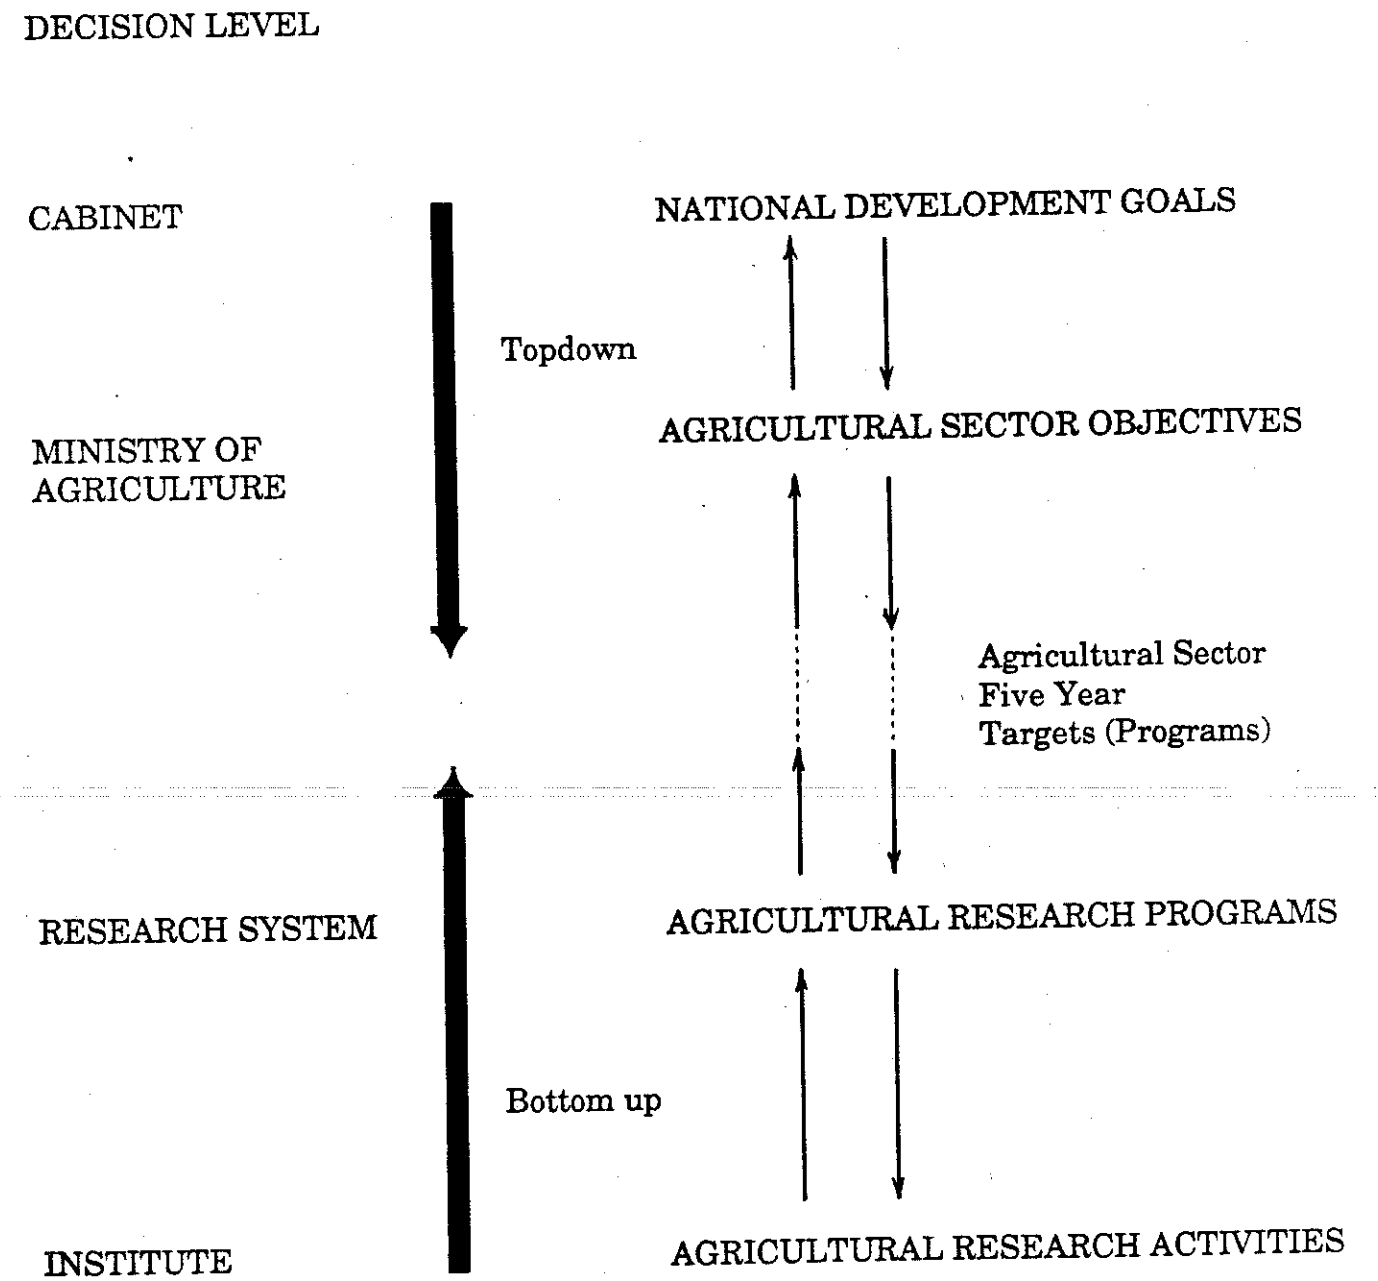 DECISION LEVEL
CABINET
NATIONAL DEVELOPMENT GOALS
Topdown
AGRICULTURAL SECTOR OBJECTIVES
MINISTRY OF
AGRICULTURE
Agricultural Sector
Five Year
Targets (Programs)
RESEARCH SYSTEM
AGRICULTURAL RESEARCH PROGRAMS
Bottom up
INSTITUTE
AGRICULTURAL RESEARCH ACTIVITIES